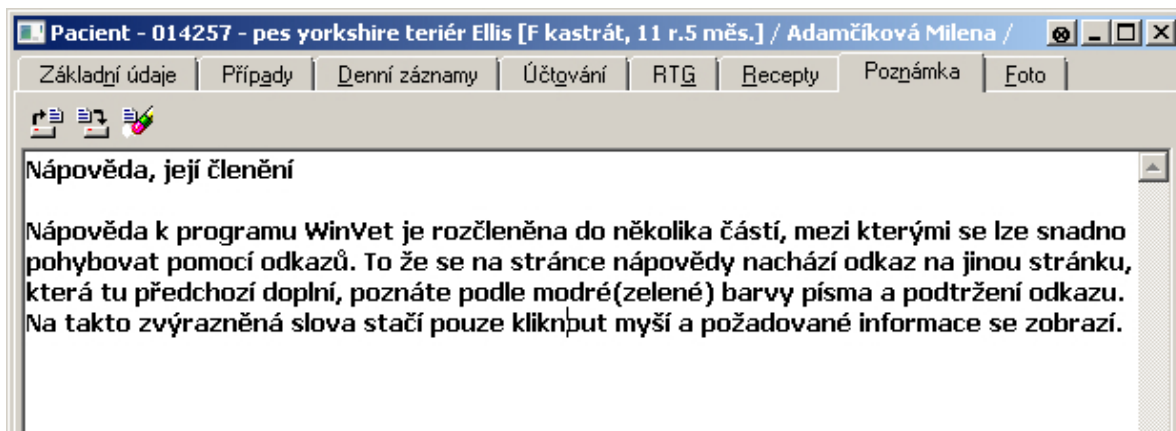 Pacient - 014257 - pes yorkshire teriér Ellis [F kastrát, 11 r.5 měs.] / Adamčíková Milena /
Základní údaje Případy Denní záznamy Účtování RTG Recepty Poznámka Foto
Nápověda, její členění
Nápověda k programu WinVet je rozčleněna do několika částí, mezi kterými se lze snadno
pohybovat pomocí odkazů. To že se na stránce nápovědy nachází odkaz na jinou stránku,
která tu předchozí doplní, poznáte podle modré(zelené) barvy písma a podtržení odkazu.
Na takto zvýrazněná slova stačí pouze kliknout myší a požadované informace se zobrazí.